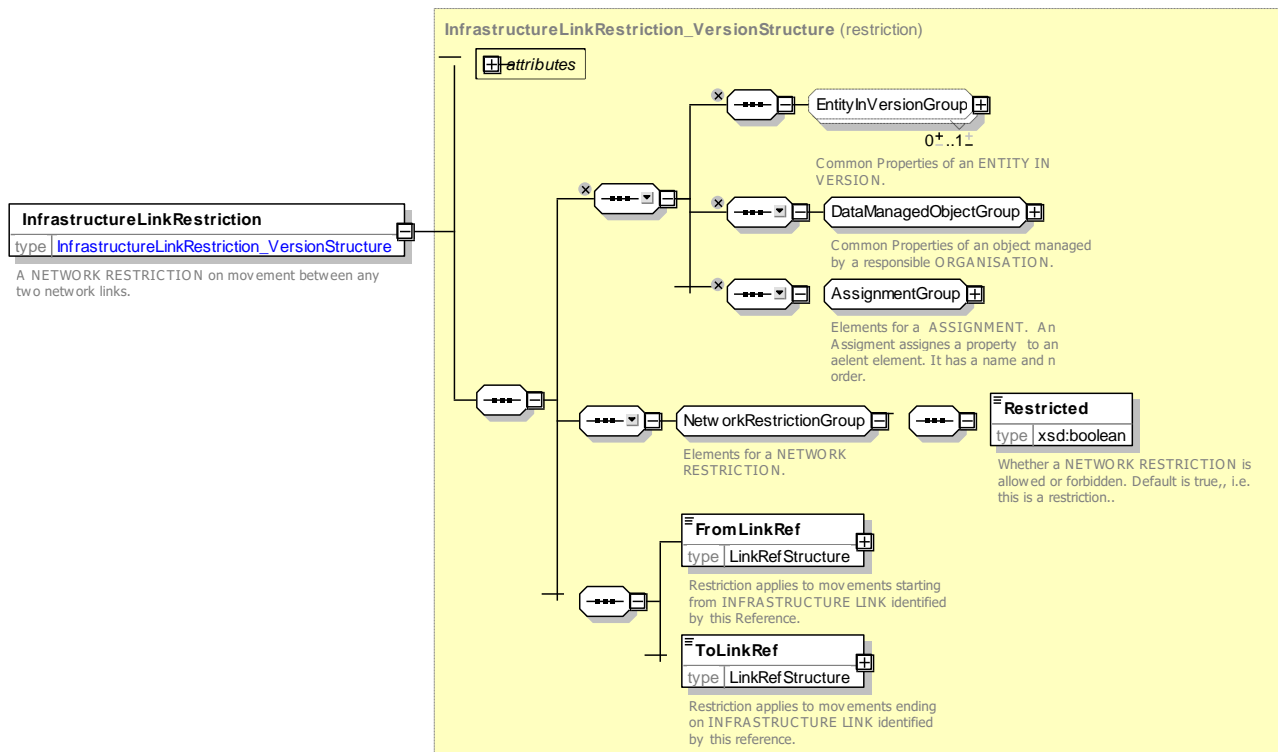 InfrastructureLinkRestriction_VersionStructure (restriction)
attributes
EntityInVersionGroup
0..1
Common Properties of an ENTITY IN
VERSION.
DataManagedObjectGroup
Common Properties of an object managed
by a responsible ORGANISATION.
AssignmentGroup
Elements for a ASSIGNMENT. An
Assigment assignes a property to an
aelent element. It has a name and n
order.
InfrastructureLinkRestriction
type InfrastructureLinkRestriction_VersionStructure
A NETWORK RESTRICTION on movement between any
two network links.
NetworkRestrictionGroup
Elements for a NETWORK
RESTRICTION.
Restricted
type xsd:boolean
Whether a NETWORK RESTRICTION is
allowed or forbidden. Default is true,, i.e.
this is a restriction..
FromLinkRef
type LinkRefStructure
Restriction applies to movements starting
from INFRASTRUCTURE LINK identified
by this Reference.
ToLinkRef
type LinkRefStructure
Restriction applies to movements ending
on INFRASTRUCTURE LINK identified
by this reference.